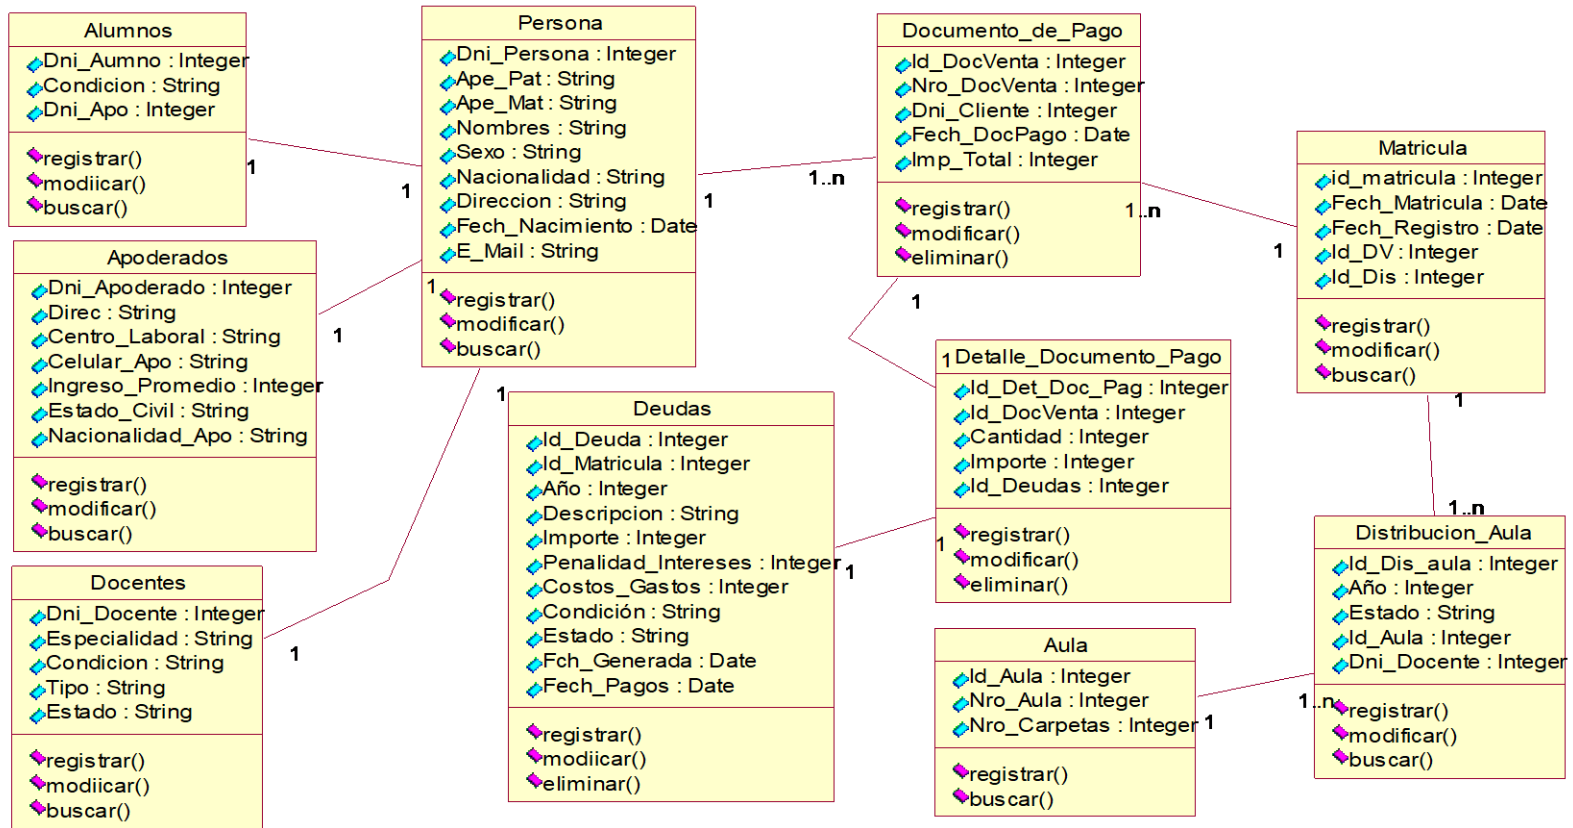 Alumnos
Dni_Aumno : Integer
Condicion : String
Dni_Apo : Integer
registrar()
modiicar()
buscar()
1
1
Persona
Dni_Persona : Integer
Ape_Pat : String
Ape_Mat : String
Nombres : String
Sexo : String
Nacionalidad : String
Direccion : String
Fech_Nacimiento : Date
E_Mail : String
registrar()
modificar()
buscar()
1
1..n
Documento_de_Pago
Id_DocVenta : Integer
Nro_DocVenta : Integer
Dni_Cliente : Integer
Fech_DocPago : Date
Imp_Total : Integer
registrar()
modificar()
eliminar()
1..n
1
Matricula
id_matricula : Integer
Fech_Matricula : Date
Fech_Registro : Date
Id_DV : Integer
Id_Dis : Integer
registrar()
modificar()
buscar()
Apoderados
Dni_Apoderado : Integer
Direc : String
Centro_Laboral : String
Celular_Apo : String
Ingreso_Promedio : Integer
Estado_Civil : String
Nacionalidad_Apo : String
registrar()
modificar()
buscar()
1
1
1
1
Detalle_Documento_Pago
Id_Det_Doc_Pag : Integer
Id_DocVenta : Integer
Cantidad : Integer
Importe : Integer
Id_Deudas : Integer
registrar()
modificar()
eliminar()
1
Deudas
Id_Deuda : Integer
Id_Matricula : Integer
Año : Integer
Descripcion : String
Importe : Integer
Penalidad_Intereses : Integer
Costos_Gastos : Integer
Condición : String
Estado : String
Fch_Generada : Date
Fech_Pagos : Date
registrar()
modiicar()
eliminar()
1
1
1
1..n
Distribucion_Aula
Id_Dis_aula : Integer
Año : Integer
Estado : String
Id_Aula : Integer
Dni_Docente : Integer
registrar()
modificar()
buscar()
Docentes
Dni_Docente : Integer
Especialidad : String
Condicion : String
Tipo : String
Estado : String
registrar()
modiicar()
buscar()
1
Aula
Id_Aula : Integer
Nro_Aula : Integer
Nro_Carpetas : Integer
registrar()
buscar()
1
1..n